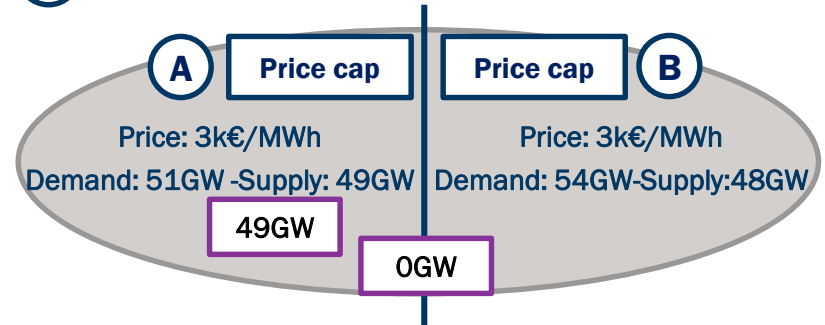 A Price cap Price cap B
Price: 3k€/MWh Price: 3k€/MWh
Demand: 51GW -Supply: 49GW Demand: 54GW-Supply:48GW
49GW
0GW